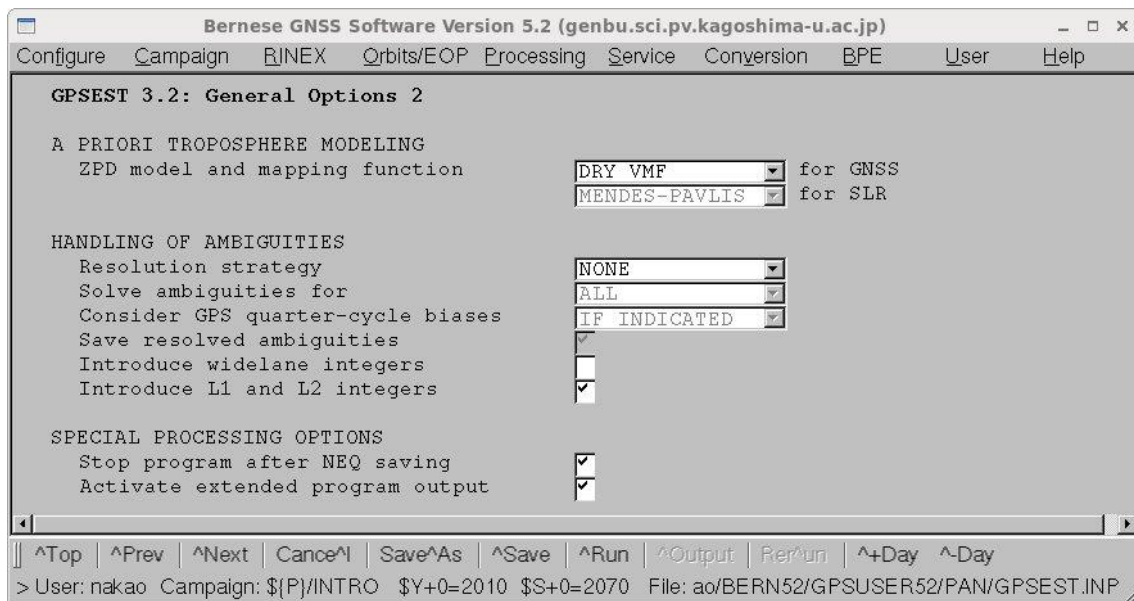 Bernese GNSS Software Version 5.2 (genbu.sci.pv.kagoshima-u.ac.jp)
Configure Campaign RINEX Orbits/EOP Processing Service Conversion BPE User Help
GPSEST 3.2: General Options 2
A PRIORI TROPOSPHERE MODELING
ZPD model and mapping function DRY VMF for GNSS
MENDES-PAVLIS for SLR
HANDLING OF AMBIGUITIES
Resolution strategy NONE
Solve ambiguities for ALL
Consider GPS quarter-cycle biases IF INDICATED
Save resolved ambiguities
Introduce widelane integers
Introduce L1 and L2 integers
SPECIAL PROCESSING OPTIONS
Stop program after NEQ saving
Activate extended program output
^Top | ^Prev | ^Next | Cance^l | Save^As | ^Save | ^Run | ^Output | Rer^un | ^+Day ^-Day
> User: nakao Campaign: ${P}/INTRO $Y+0=2010 $S+0=2070 File: ao/BERN52/GPSUSER52/PAN/GPSEST.INP